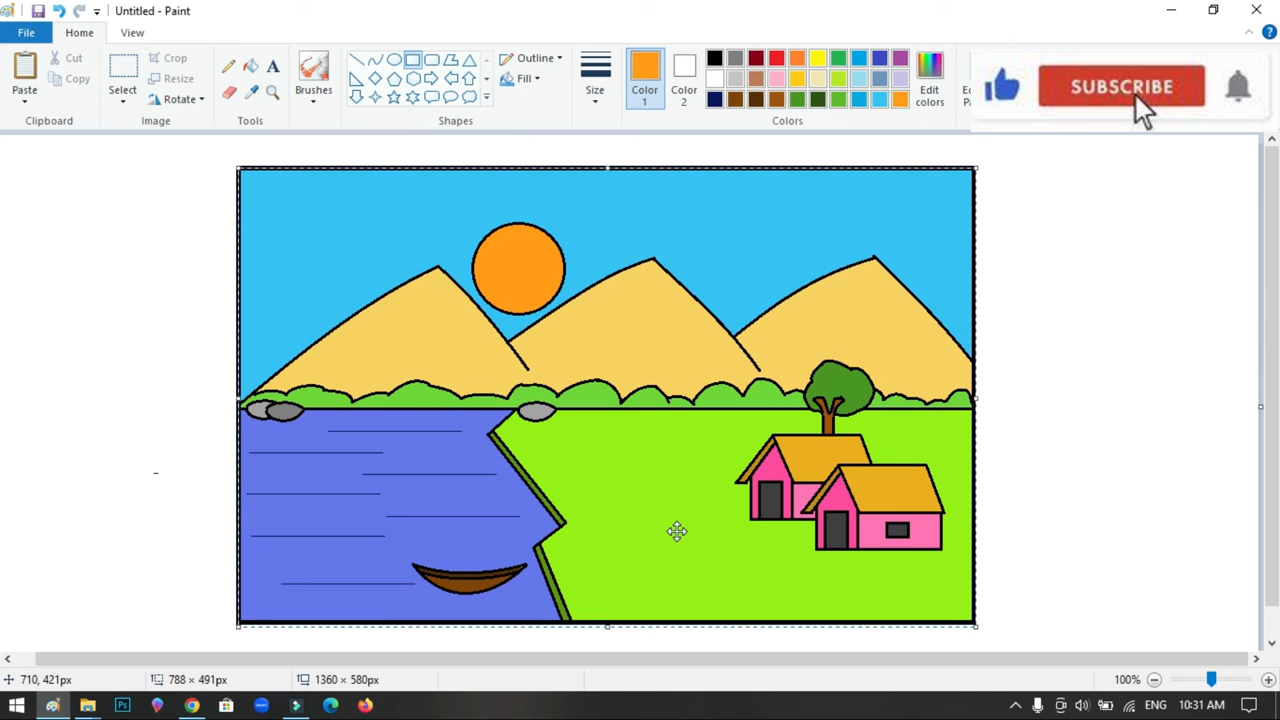 Untitled - Paint
File Home View
Paste
Cut
Copy
Clipboard
Select
Crop
Resize
Rotate
Image
Tools
Brushes
Outline
Fill
Shapes
Size
Color 1
Color 2
Edit colors
Colors
SUBSCRIBE
710, 421px
788 × 491px
1360 × 580px
100%
Ps
ENG
10:31 AM